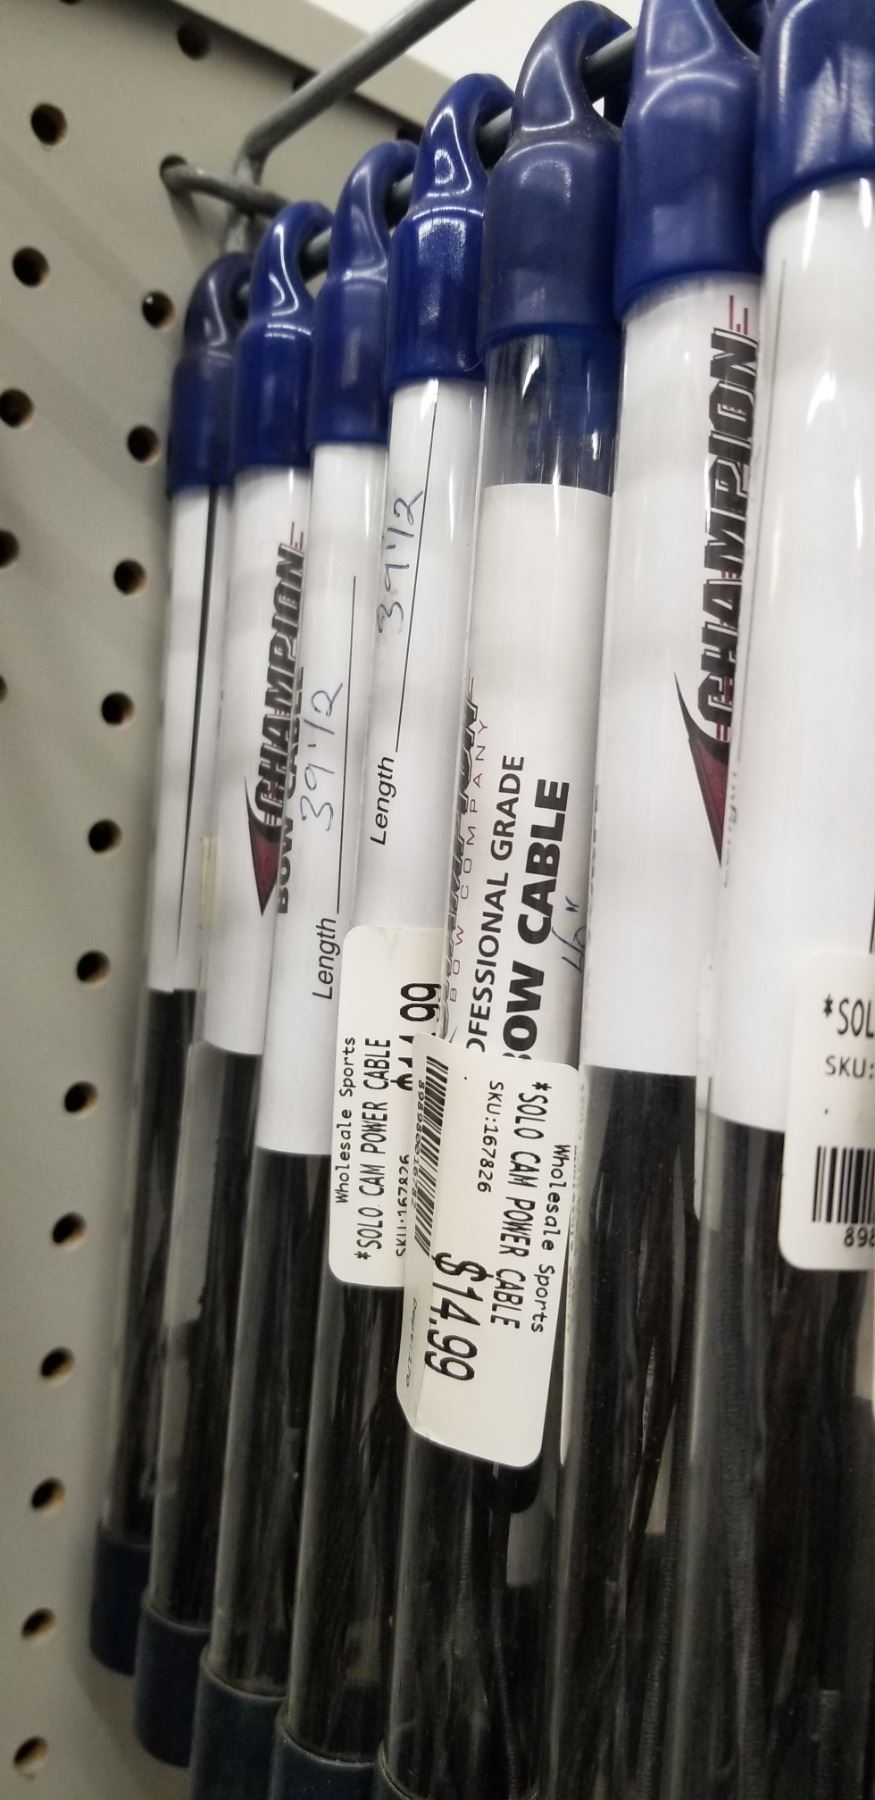 CHAMPION
BOW CABLE
Length 39 1/2
Length 39 1/2
BOW COMPANY
OFESSIONAL GRADE
BOW CABLE
CHAMPION
Wholesale Sports
*SOLO CAM POWER CABLE
SKU:167826
.99
Wholesale Sports
*SOLO CAM POWER CABLE
SKU:167826
$14.99
*SOL
SKU:
898